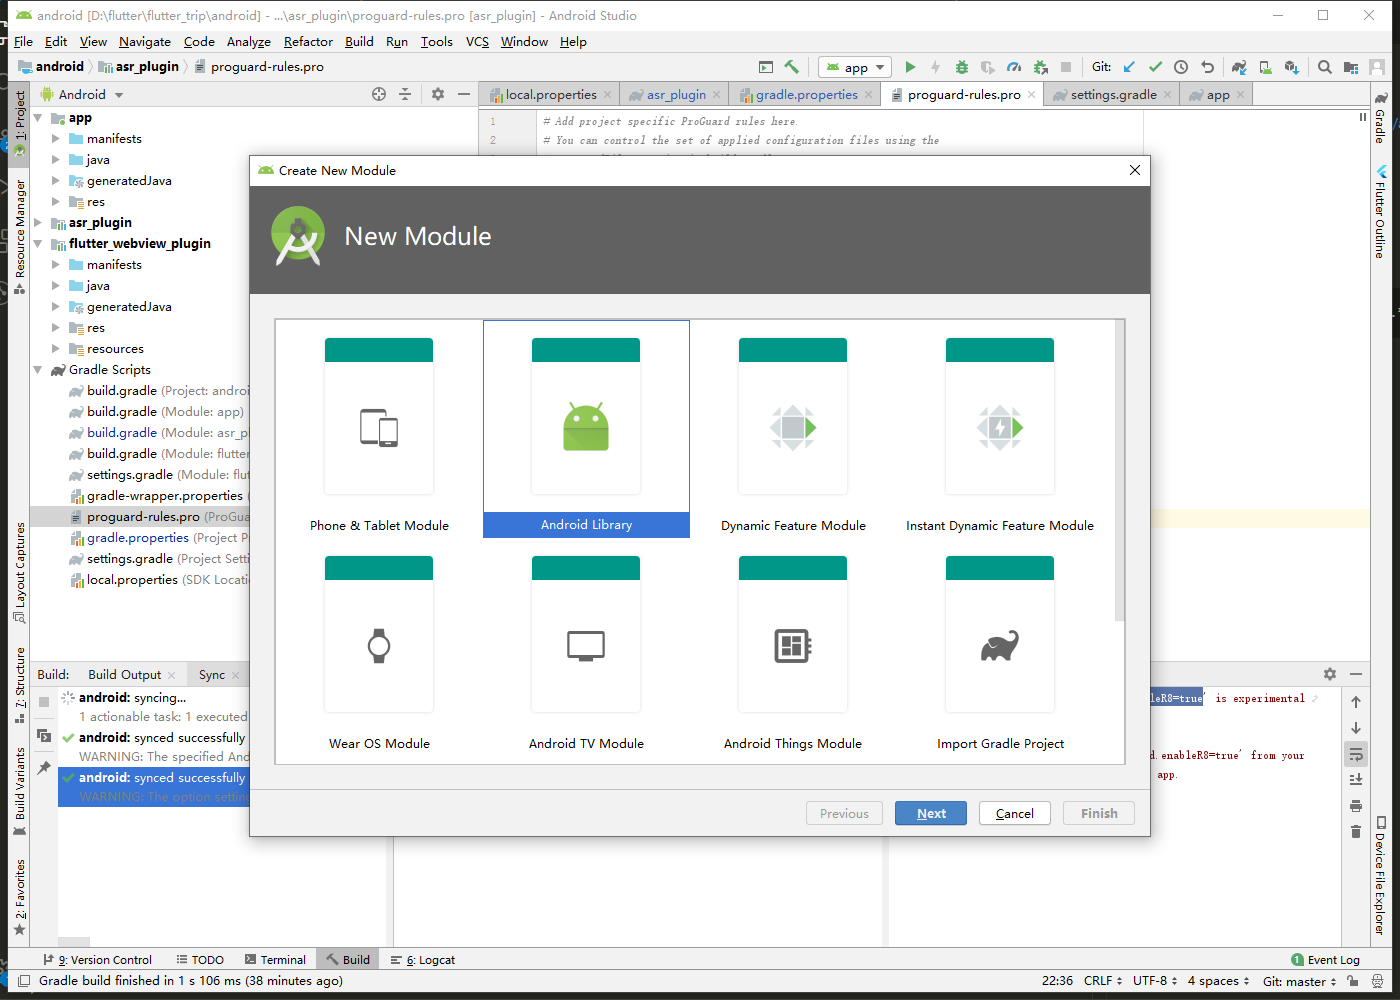 android [D:\flutter\flutter_trip\android] - ...\asr_plugin\proguard-rules.pro [asr_plugin] - Android Studio
File Edit View Navigate Code Analyze Refactor Build Run Tools VCS Window Help
android asr_plugin proguard-rules.pro app Git:
1: Project
Resource Manager
Layout Captures
7: Structure
Build Variants
2: Favorites
Android
local.properties asr_plugin gradle.properties proguard-rules.pro settings.gradle app
app
manifests
java
generatedJava
res
asr_plugin
flutter_webview_plugin
manifests
java
generatedJava
res
resources
Gradle Scripts
build.gradle (Project: androi
build.gradle (Module: app)
build.gradle (Module: asr_pl
build.gradle (Module: flutter
settings.gradle (Module: flut
gradle-wrapper.properties (
proguard-rules.pro (ProGua
gradle.properties (Project P
settings.gradle (Project Setti
local.properties (SDK Locati
1 # Add project specific ProGuard rules here.
2 # You can control the set of applied configuration files using the
Create New Module
New Module
Phone & Tablet Module
Android Library
Dynamic Feature Module
Instant Dynamic Feature Module
Wear OS Module
Android TV Module
Android Things Module
Import Gradle Project
Previous Next Cancel Finish
Gradle
Flutter Outline
Device File Explorer
Build: Build Output Sync
android: syncing...
1 actionable task: 1 executed
android: synced successfully
WARNING: The specified And
android: synced successfully
WARNING: The option settin
leR8=true' is experimental
d.enableR8=true' from your
app.
9: Version Control TODO Terminal Build 6: Logcat 1 Event Log
Gradle build finished in 1 s 106 ms (38 minutes ago) 22:36 CRLF UTF-8 4 spaces Git: master